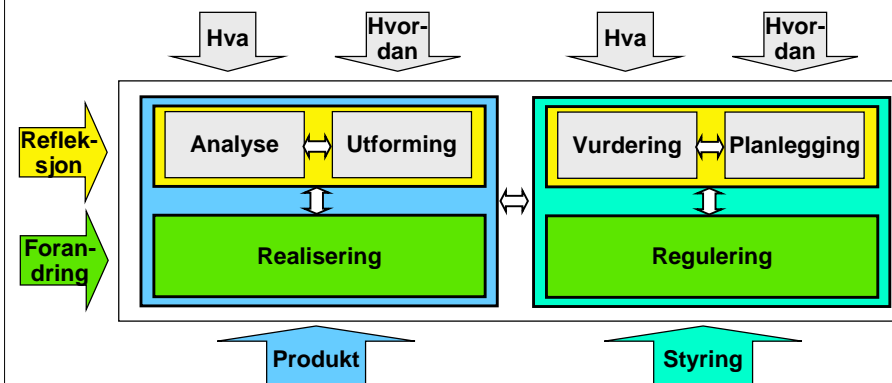 Hva
Hvor-
dan
Hva
Hvor-
dan
Reflek-
sjon
Analyse
Utforming
Vurdering
Planlegging
Foran-
dring
Realisering
Regulering
Produkt
Styring